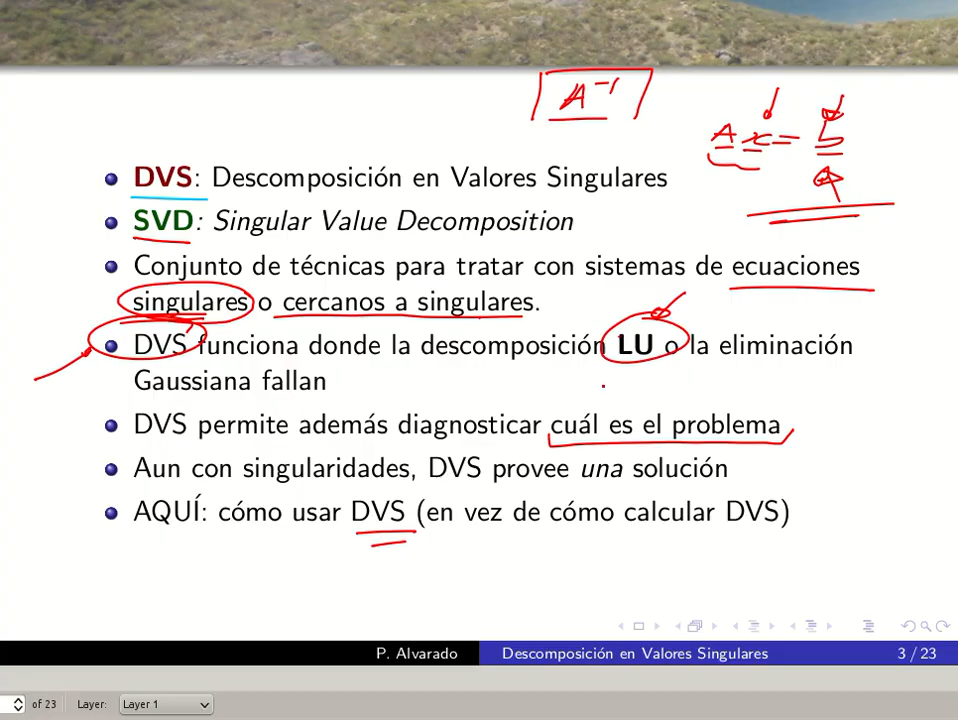 A⁻¹
A x = b
DVS: Descomposición en Valores Singulares
SVD: Singular Value Decomposition
Conjunto de técnicas para tratar con sistemas de ecuaciones
singulares o cercanos a singulares.
DVS funciona donde la descomposición LU o la eliminación
Gaussiana fallan
DVS permite además diagnosticar cuál es el problema
Aun con singularidades, DVS provee una solución
AQUÍ: cómo usar DVS (en vez de cómo calcular DVS)
P. Alvarado Descomposición en Valores Singulares 3 / 23
of 23 Layer: Layer 1